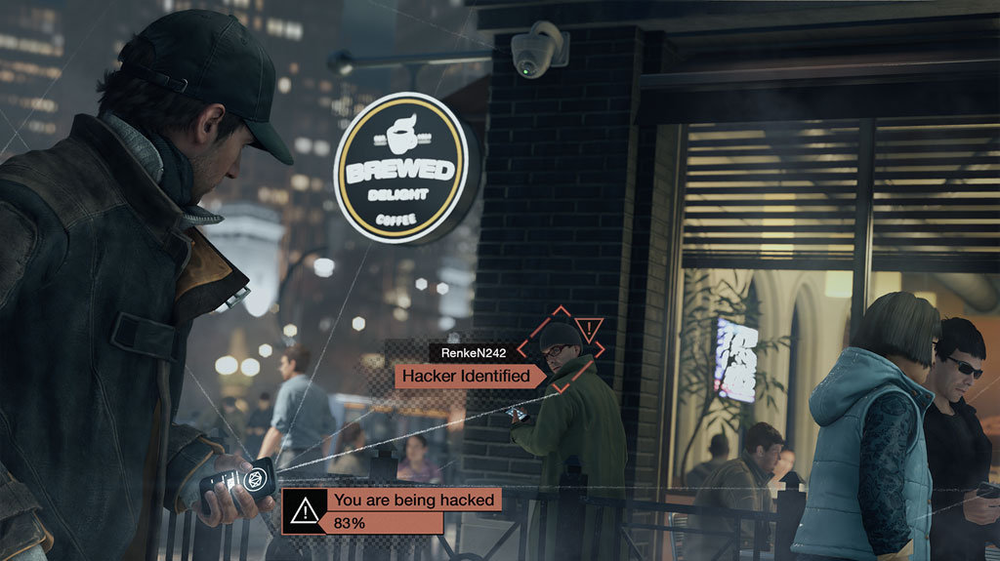 BREWED
DELIGHT
COFFEE
RenkeN242
Hacker Identified
You are being hacked
83%